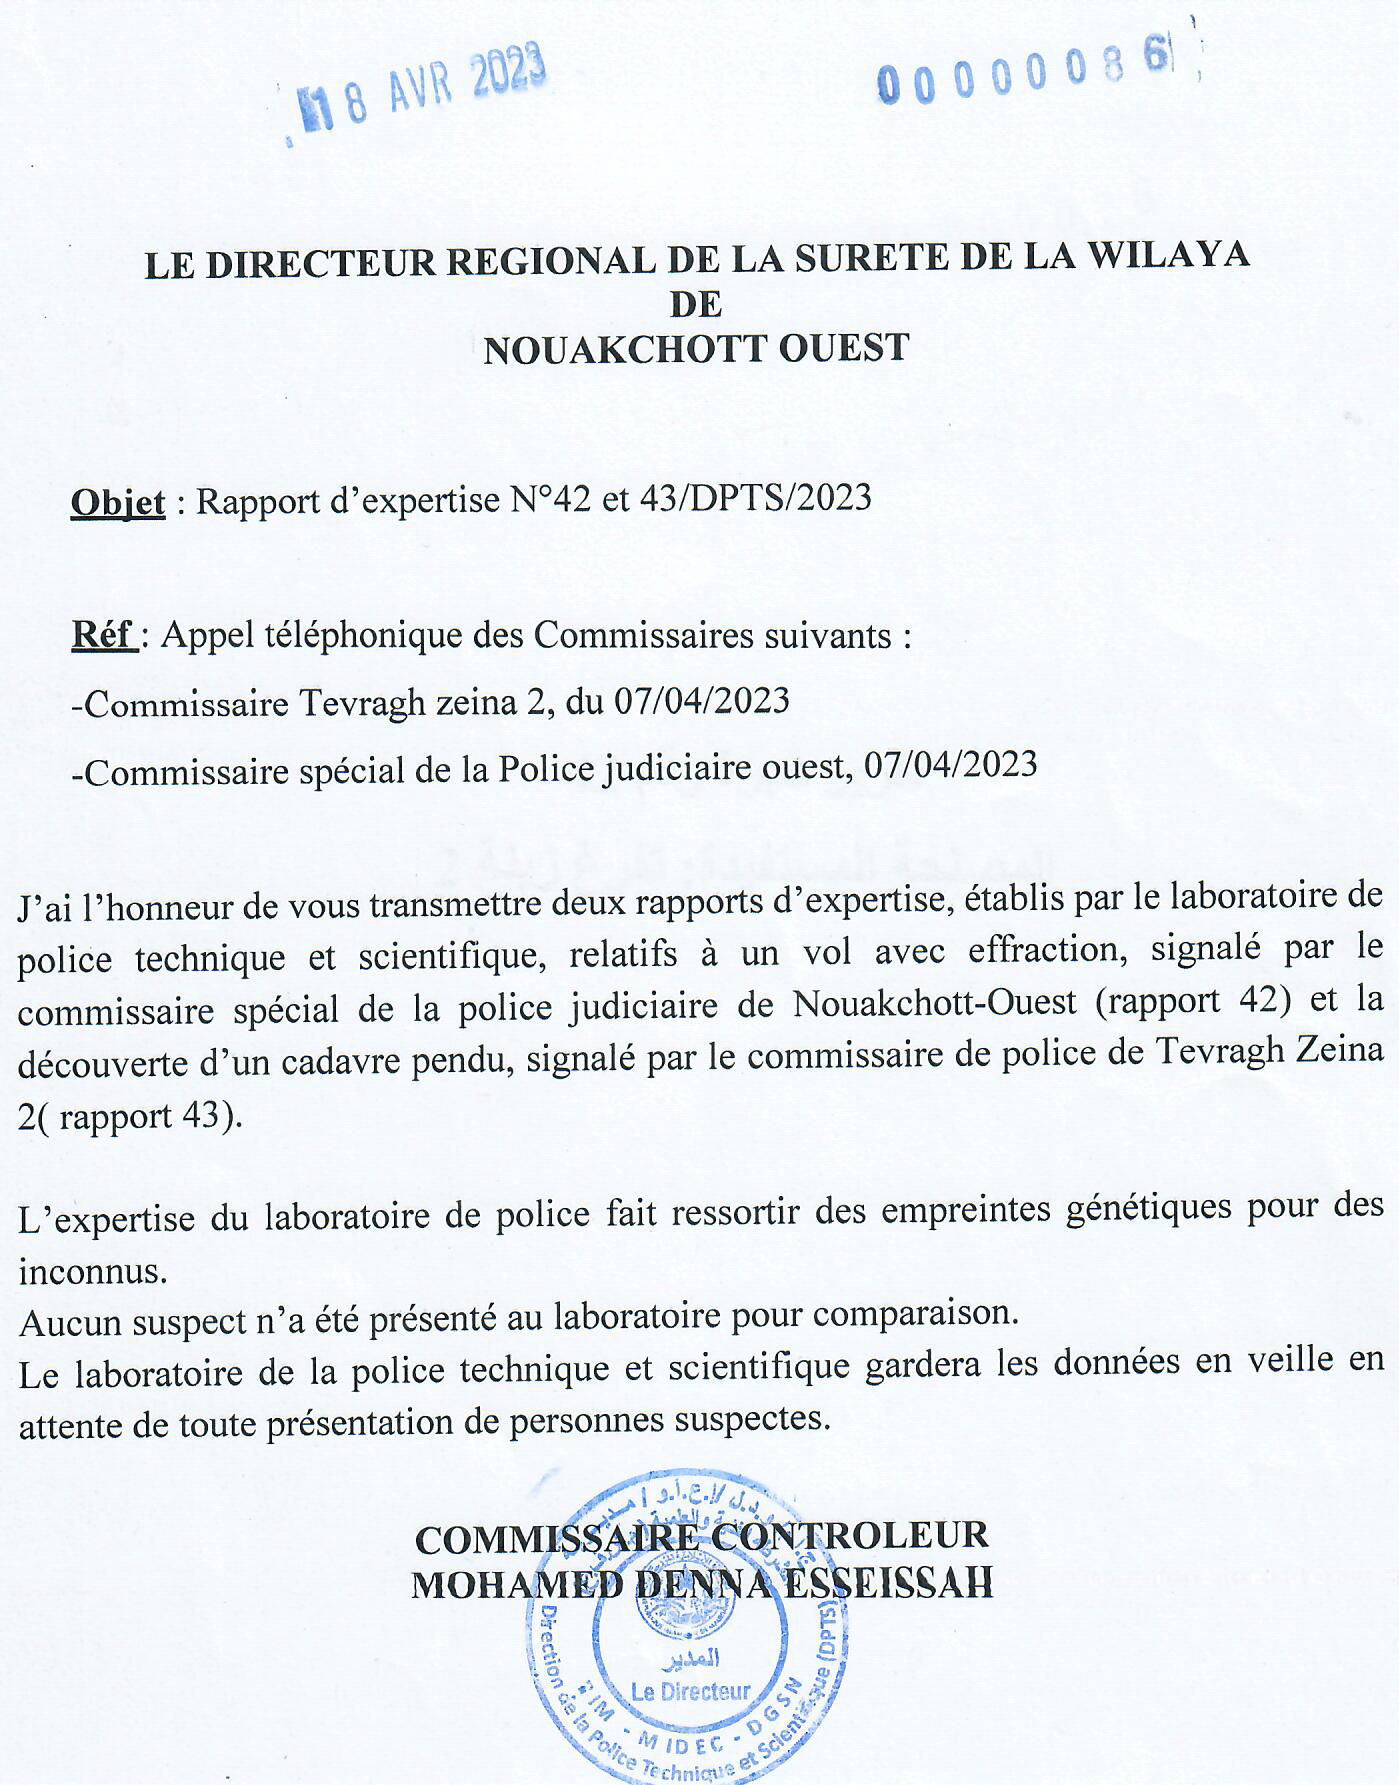 18 AVR 2023
00000086
LE DIRECTEUR REGIONAL DE LA SURETE DE LA WILAYA
DE
NOUAKCHOTT OUEST
Objet : Rapport d’expertise N°42 et 43/DPTS/2023
Réf : Appel téléphonique des Commissaires suivants :
-Commissaire Tevragh zeina 2, du 07/04/2023
-Commissaire spécial de la Police judiciaire ouest, 07/04/2023
J’ai l’honneur de vous transmettre deux rapports d’expertise, établis par le laboratoire de
police technique et scientifique, relatifs à un vol avec effraction, signalé par le
commissaire spécial de la police judiciaire de Nouakchott-Ouest (rapport 42) et la
découverte d’un cadavre pendu, signalé par le commissaire de police de Tevragh Zeina
2( rapport 43).
L’expertise du laboratoire de police fait ressortir des empreintes génétiques pour des
inconnus.
Aucun suspect n’a été présenté au laboratoire pour comparaison.
Le laboratoire de la police technique et scientifique gardera les données en veille en
attente de toute présentation de personnes suspectes.
COMMISSAIRE CONTROLEUR
MOHAMED DENNA ESSEISSAH
المدير
Le Directeur
RIM - MIDEC - DGSN
Direction de la Police Technique et Scientifique (DPTS)